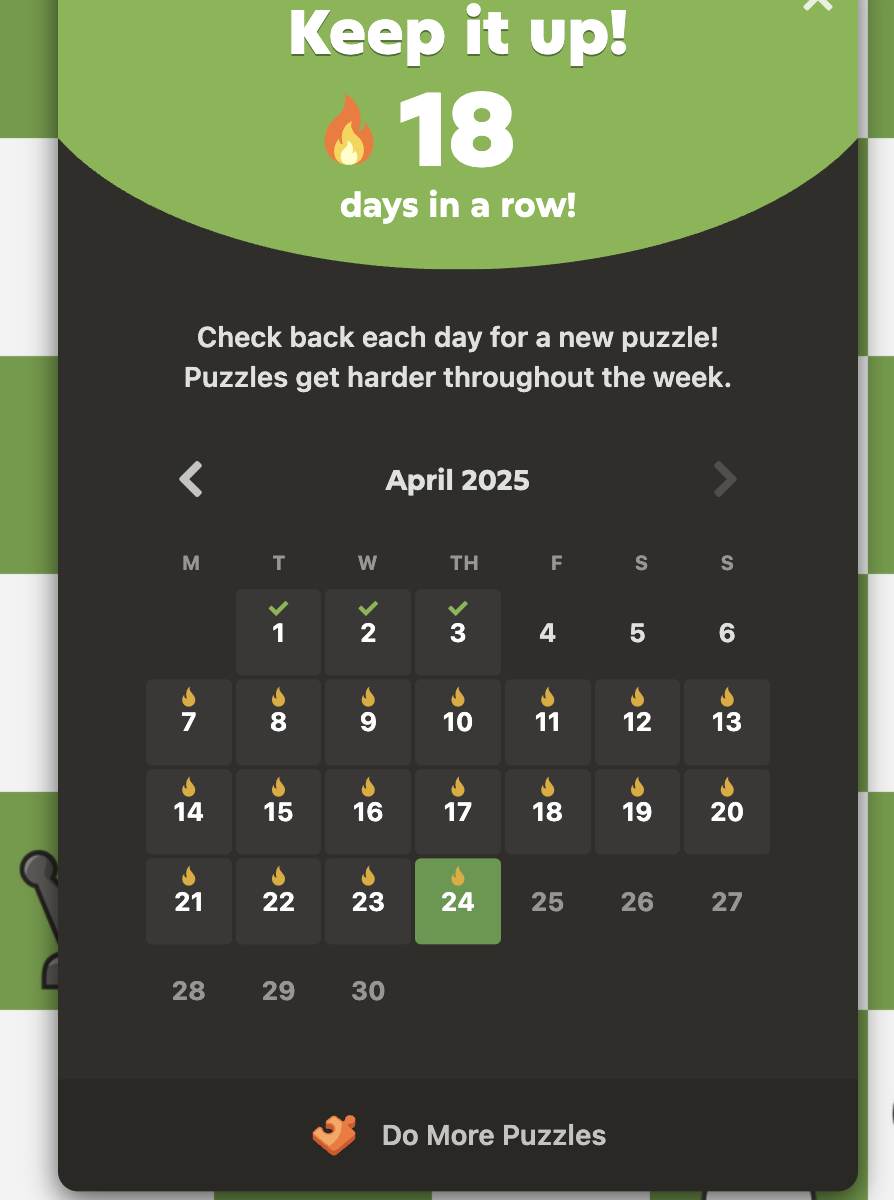 Keep it up!
18
days in a row!
Check back each day for a new puzzle!
Puzzles get harder throughout the week.
April 2025
M T W TH F S S
1 2 3 4 5 6
7 8 9 10 11 12 13
14 15 16 17 18 19 20
21 22 23 24 25 26 27
28 29 30
Do More Puzzles